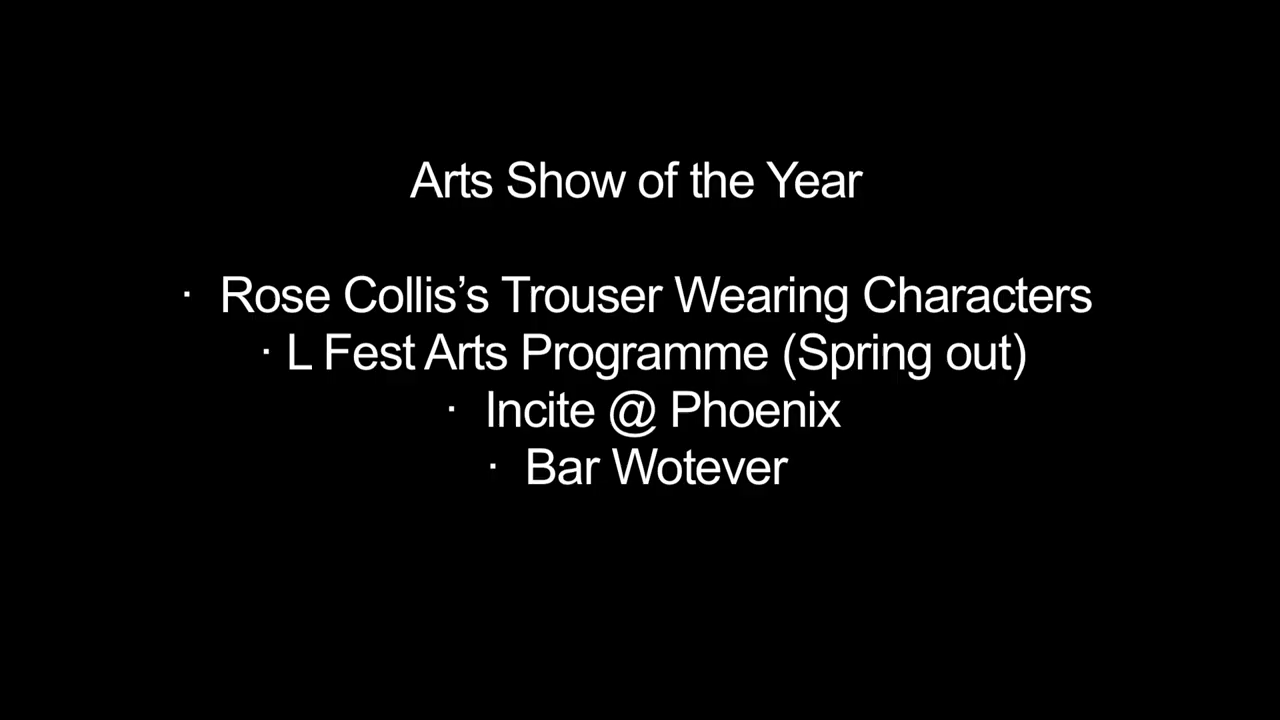 Arts Show of the Year
· Rose Collis’s Trouser Wearing Characters
· L Fest Arts Programme (Spring out)
· Incite @ Phoenix
· Bar Wotever